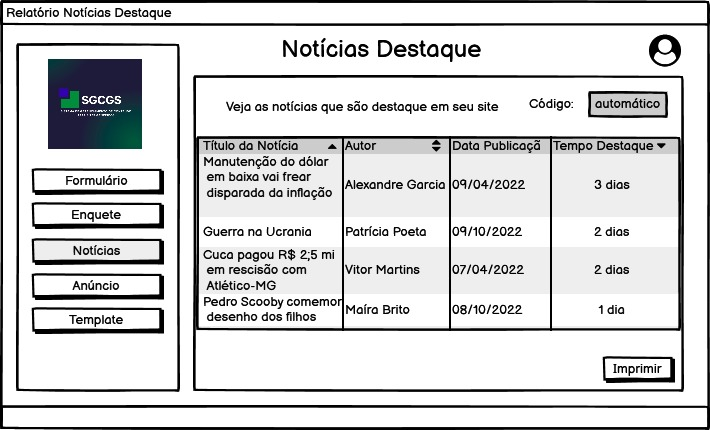 Relatório Notícias Destaque
Notícias Destaque
SGCGS
Formulário
Enquete
Notícias
Anúncio
Template
Veja as notícias que são destaque em seu site
Código:
automático
Título da Notícia Autor Data Publicaçã Tempo Destaque
Manutenção do dólar
em baixa vai frear
disparada da inflação
Alexandre Garcia 09/04/2022 3 dias
Guerra na Ucrania Patrícia Poeta 09/10/2022 2 dias
Cuca pagou R$ 2;5 mi
em rescisão com
Atlético-MG
Vitor Martins 07/04/2022 2 dias
Pedro Scooby comemor
desenho dos filhos
Maíra Brito 08/10/2022 1 dia
Imprimir